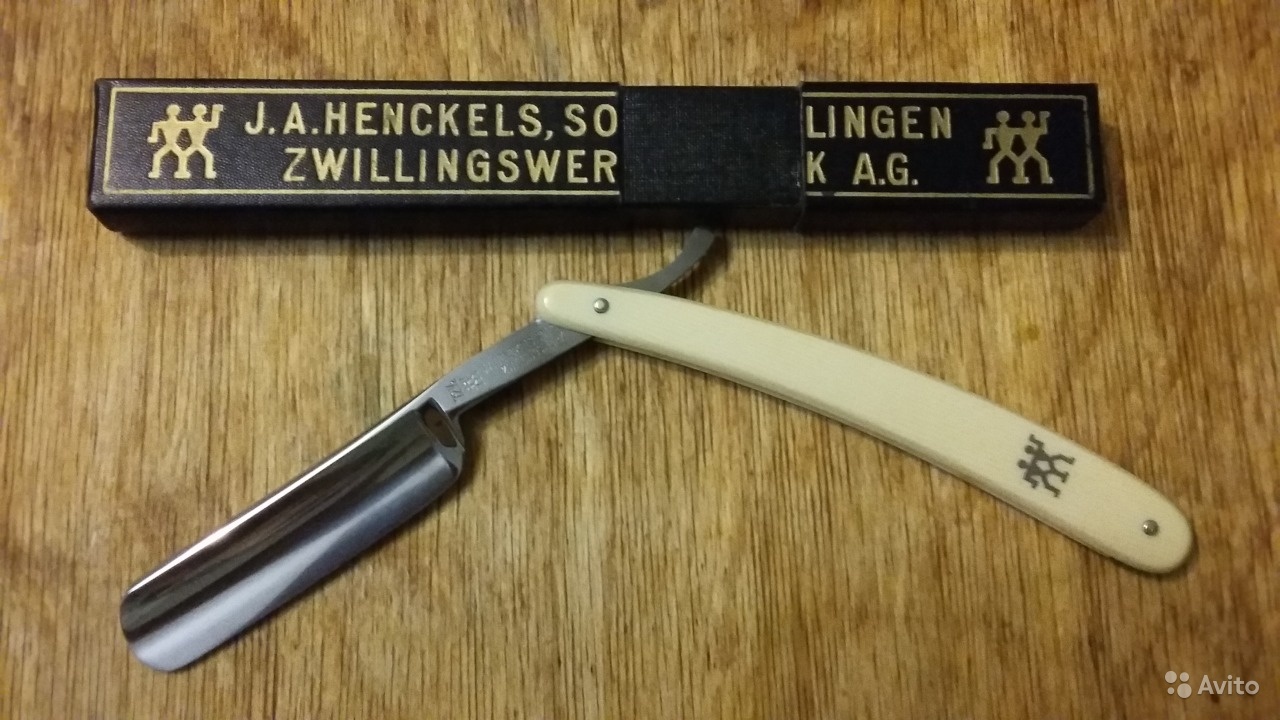 J.A.HENCKELS, SO LINGEN
ZWILLINGSWER K A.G.
Avito